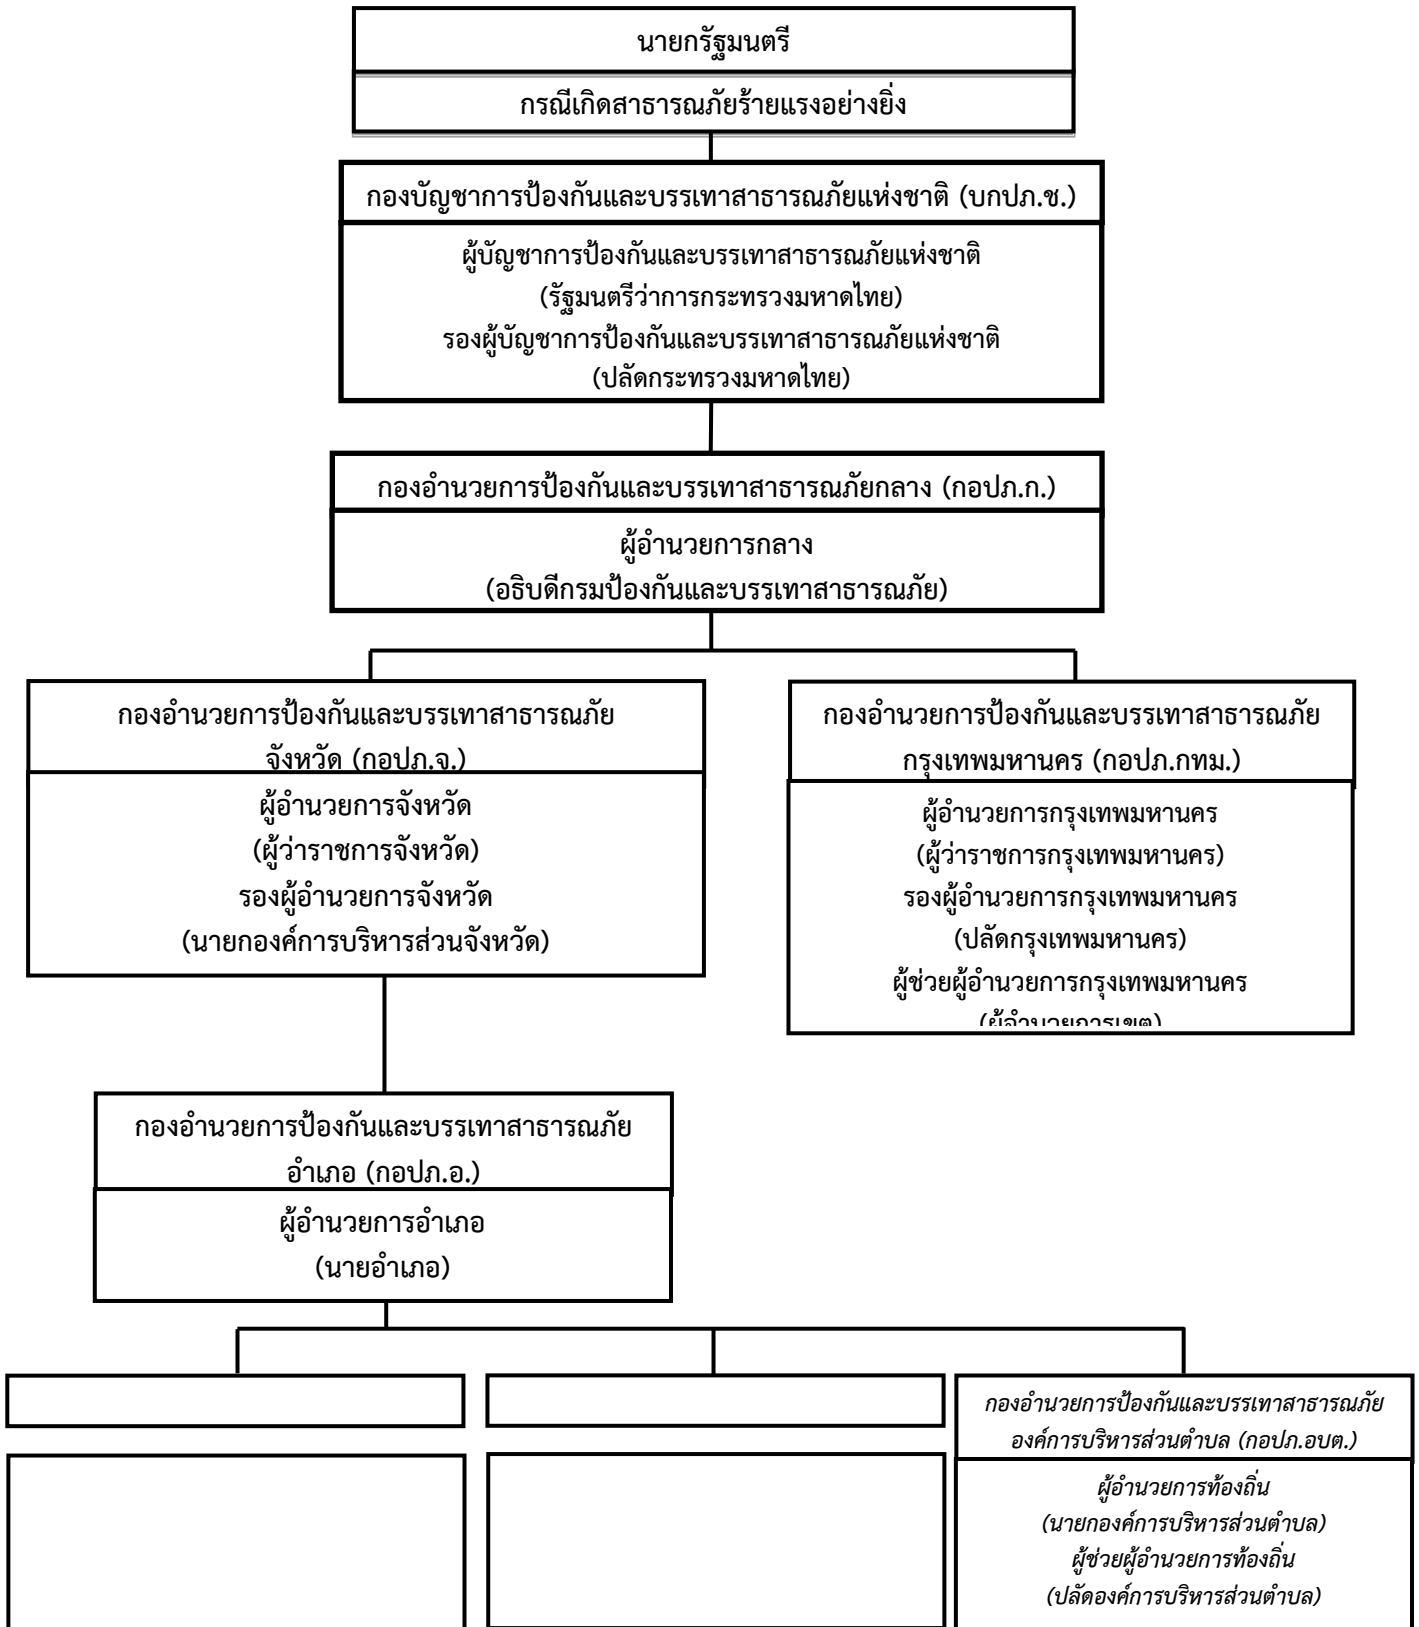 นายกรัฐมนตรี
กรณีเกิดสาธารณภัยร้ายแรงอย่างยิ่ง
กองบัญชาการป้องกันและบรรเทาสาธารณภัยแห่งชาติ (บกปภ.ช.)
ผู้บัญชาการป้องกันและบรรเทาสาธารณภัยแห่งชาติ
(รัฐมนตรีว่าการกระทรวงมหาดไทย)
รองผู้บัญชาการป้องกันและบรรเทาสาธารณภัยแห่งชาติ
(ปลัดกระทรวงมหาดไทย)
กองอำนวยการป้องกันและบรรเทาสาธารณภัยกลาง (กอปภ.ก.)
ผู้อำนวยการกลาง
(อธิบดีกรมป้องกันและบรรเทาสาธารณภัย)
กองอำนวยการป้องกันและบรรเทาสาธารณภัย
จังหวัด (กอปภ.จ.)
ผู้อำนวยการจังหวัด
(ผู้ว่าราชการจังหวัด)
รองผู้อำนวยการจังหวัด
(นายกองค์การบริหารส่วนจังหวัด)
กองอำนวยการป้องกันและบรรเทาสาธารณภัย
กรุงเทพมหานคร (กอปภ.กทม.)
ผู้อำนวยการกรุงเทพมหานคร
(ผู้ว่าราชการกรุงเทพมหานคร)
รองผู้อำนวยการกรุงเทพมหานคร
(ปลัดกรุงเทพมหานคร)
ผู้ช่วยผู้อำนวยการกรุงเทพมหานคร
(ผู้อำนวยการเขต)
กองอำนวยการป้องกันและบรรเทาสาธารณภัย
อำเภอ (กอปภ.อ.)
ผู้อำนวยการอำเภอ
(นายอำเภอ)
กองอำนวยการป้องกันและบรรเทาสาธารณภัย
องค์การบริหารส่วนตำบล (กอปภ.อบต.)
ผู้อำนวยการท้องถิ่น
(นายกองค์การบริหารส่วนตำบล)
ผู้ช่วยผู้อำนวยการท้องถิ่น
(ปลัดองค์การบริหารส่วนตำบล)